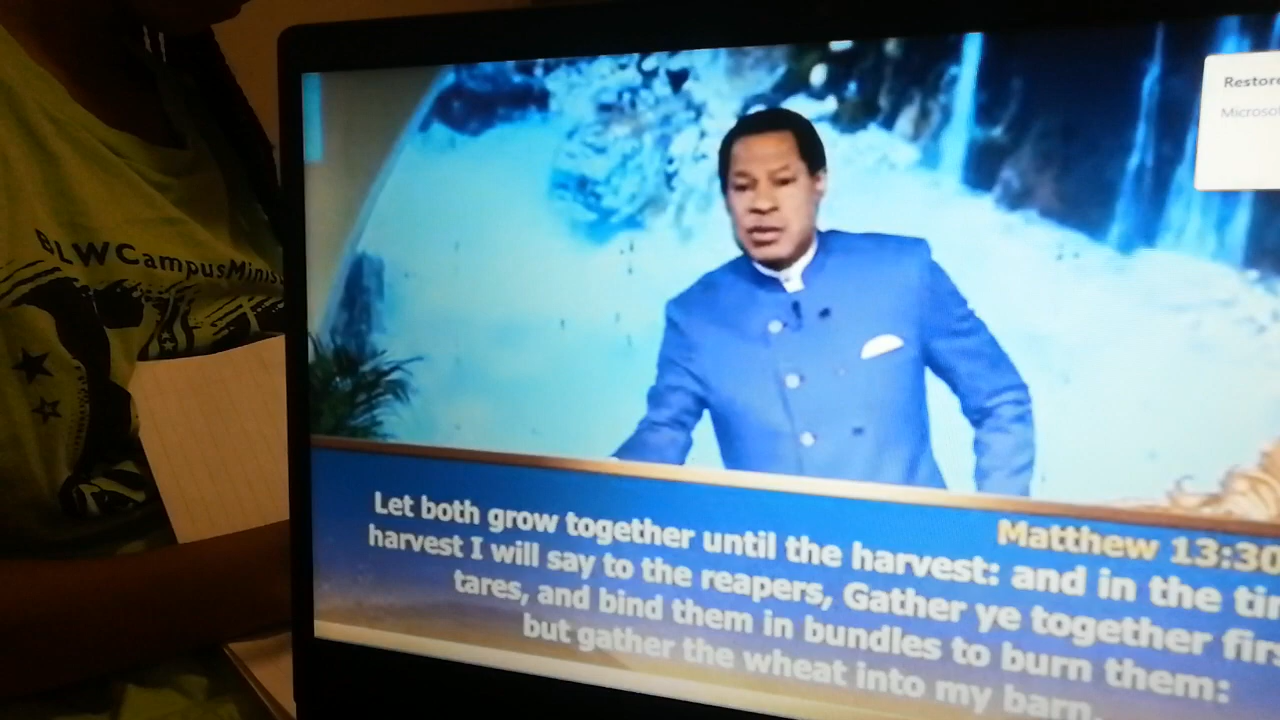 Restore
Microsof
BLWCampusMinis
Matthew 13:30
Let both grow together until the harvest: and in the tim
harvest I will say to the reapers, Gather ye together firs
tares, and bind them in bundles to burn them:
but gather the wheat into my barn.